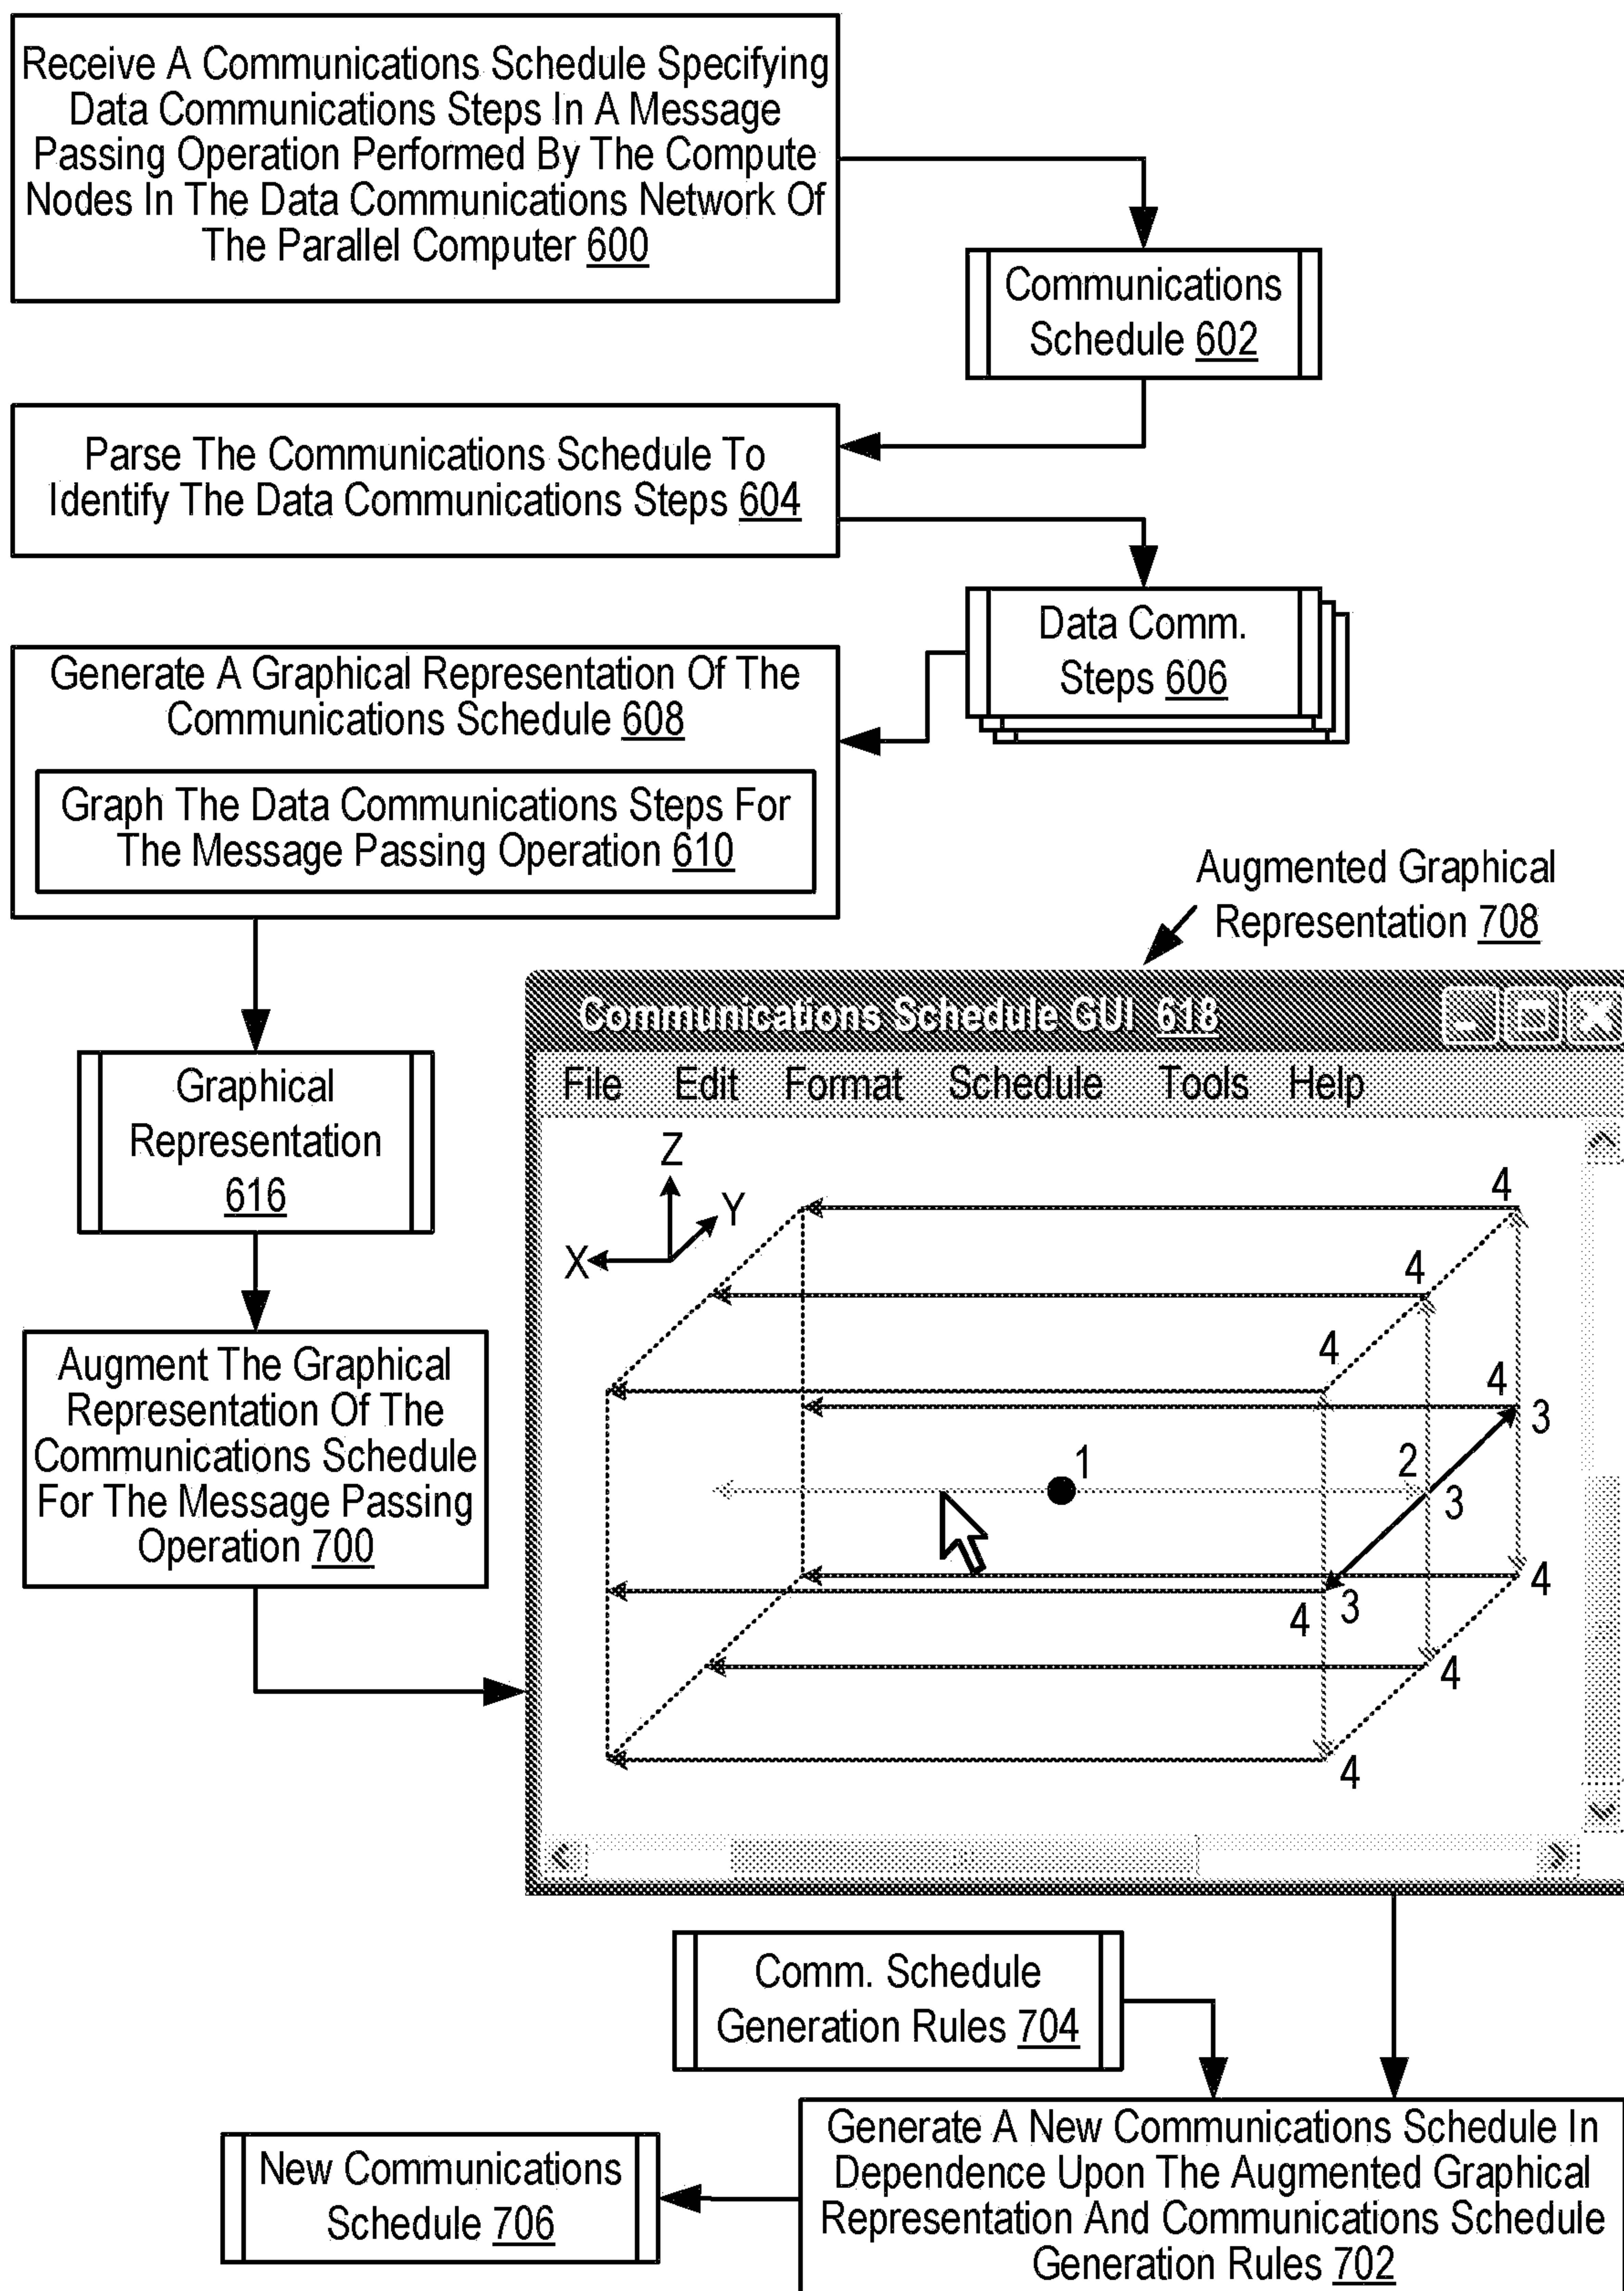 Receive A Communications Schedule Specifying
Data Communications Steps In A Message
Passing Operation Performed By The Compute
Nodes In The Data Communications Network Of
The Parallel Computer 600
Communications
Schedule 602
Parse The Communications Schedule To
Identify The Data Communications Steps 604
Data Comm.
Steps 606
Generate A Graphical Representation Of The
Communications Schedule 608
Graph The Data Communications Steps For
The Message Passing Operation 610
Augmented Graphical
Representation 708
Graphical
Representation
616
Augment The Graphical
Representation Of The
Communications Schedule
For The Message Passing
Operation 700
Communications Schedule GUI 618
File Edit Format Schedule Tools Help
Z
Y
X
4
4
4
4
3
1
2
3
4
3
4
4
4
Comm. Schedule
Generation Rules 704
Generate A New Communications Schedule In
Dependence Upon The Augmented Graphical
Representation And Communications Schedule
Generation Rules 702
New Communications
Schedule 706